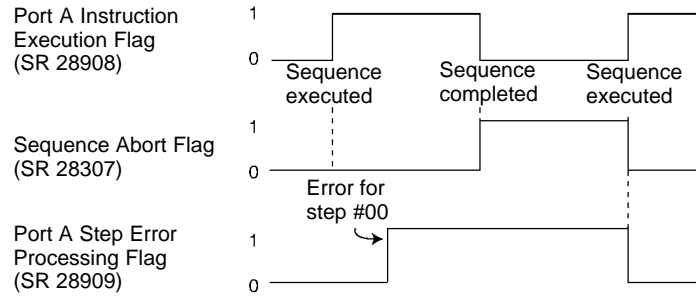 Port A Instruction
Execution Flag
(SR 28908)
1
0
Sequence
executed
Sequence
completed
Sequence
executed
Sequence Abort Flag
(SR 28307)
1
0
Error for
step #00
Port A Step Error
Processing Flag
(SR 28909)
1
0